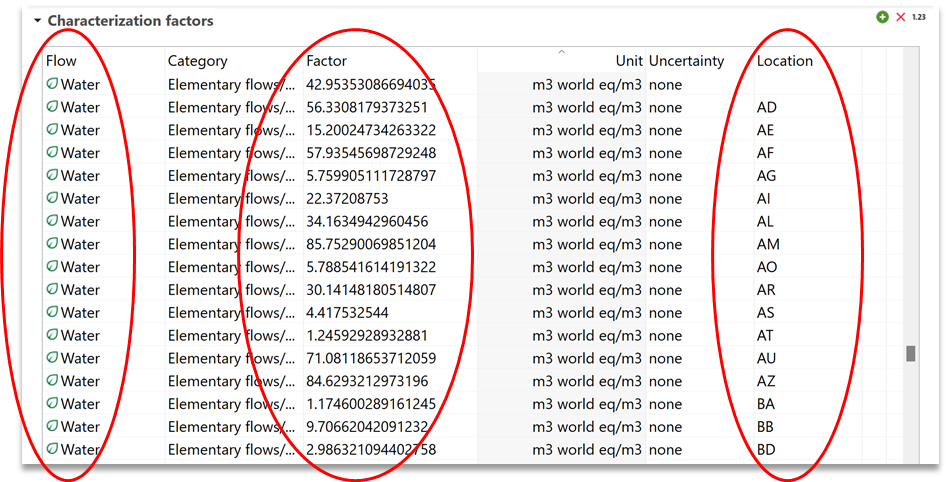 Characterization factors 1.23
Flow Category Factor Unit Uncertainty Location
Water Elementary flows/... 42.95353086694035 m3 world eq/m3 none
Water Elementary flows/... 56.3308179373251 m3 world eq/m3 none AD
Water Elementary flows/... 15.20024734263322 m3 world eq/m3 none AE
Water Elementary flows/... 57.93545698729248 m3 world eq/m3 none AF
Water Elementary flows/... 5.759905111728797 m3 world eq/m3 none AG
Water Elementary flows/... 22.37208753 m3 world eq/m3 none AI
Water Elementary flows/... 34.1634942960456 m3 world eq/m3 none AL
Water Elementary flows/... 85.75290069851204 m3 world eq/m3 none AM
Water Elementary flows/... 5.788541614191322 m3 world eq/m3 none AO
Water Elementary flows/... 30.14148180514807 m3 world eq/m3 none AR
Water Elementary flows/... 4.417532544 m3 world eq/m3 none AS
Water Elementary flows/... 1.24592928932881 m3 world eq/m3 none AT
Water Elementary flows/... 71.08118653712059 m3 world eq/m3 none AU
Water Elementary flows/... 84.6293212973196 m3 world eq/m3 none AZ
Water Elementary flows/... 1.174600289161245 m3 world eq/m3 none BA
Water Elementary flows/... 9.70662042091232 m3 world eq/m3 none BB
Water Elementary flows/... 2.986321094402758 m3 world eq/m3 none BD